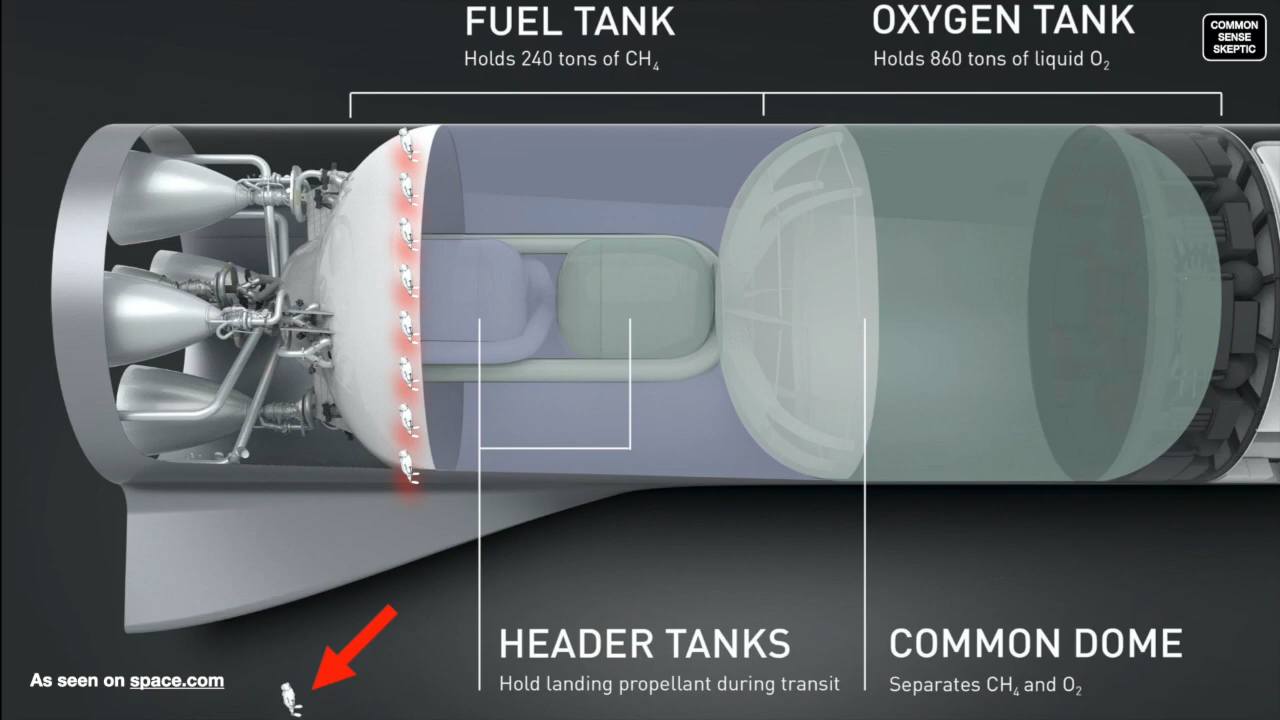 FUEL TANK
Holds 240 tons of CH₄
OXYGEN TANK
Holds 860 tons of liquid O₂
COMMON
SENSE
SKEPTIC
HEADER TANKS
Hold landing propellant during transit
COMMON DOME
Separates CH₄ and O₂
As seen on space.com